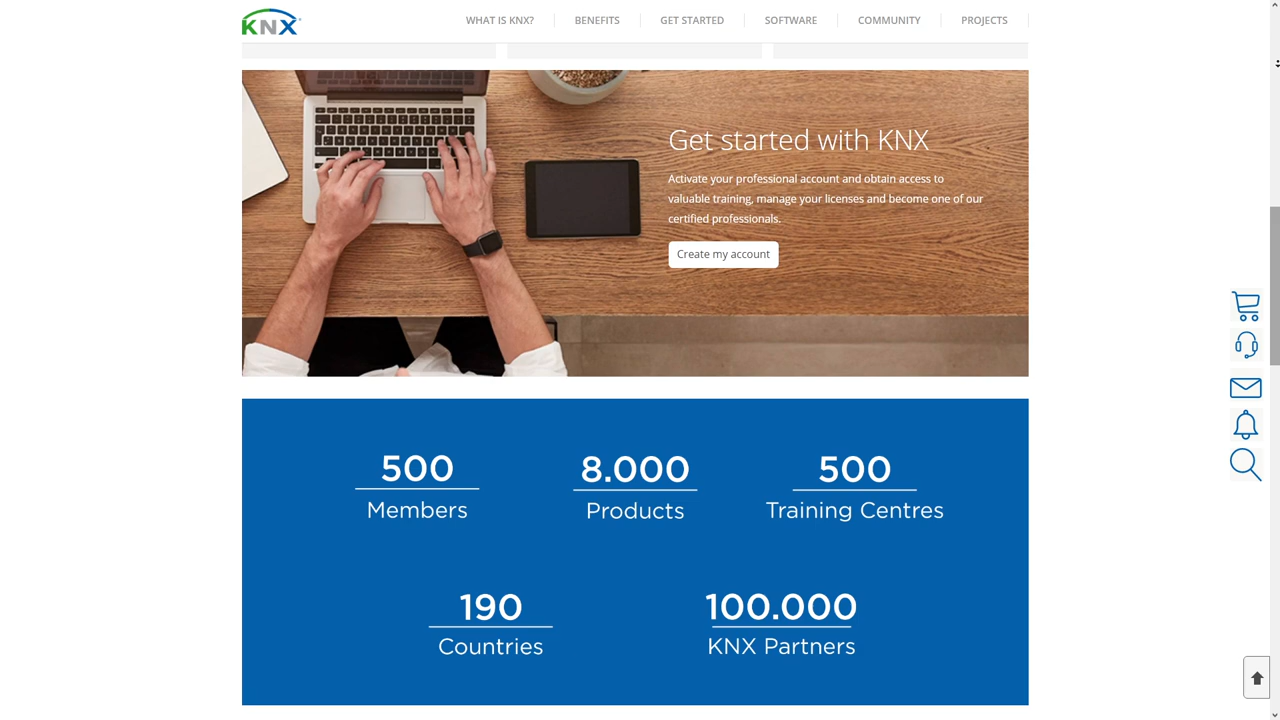 KNX
WHAT IS KNX?
BENEFITS
GET STARTED
SOFTWARE
COMMUNITY
PROJECTS
Get started with KNX
Activate your professional account and obtain access to
valuable training, manage your licenses and become one of our
certified professionals.
Create my account
500
Members
8.000
Products
500
Training Centres
190
Countries
100.000
KNX Partners